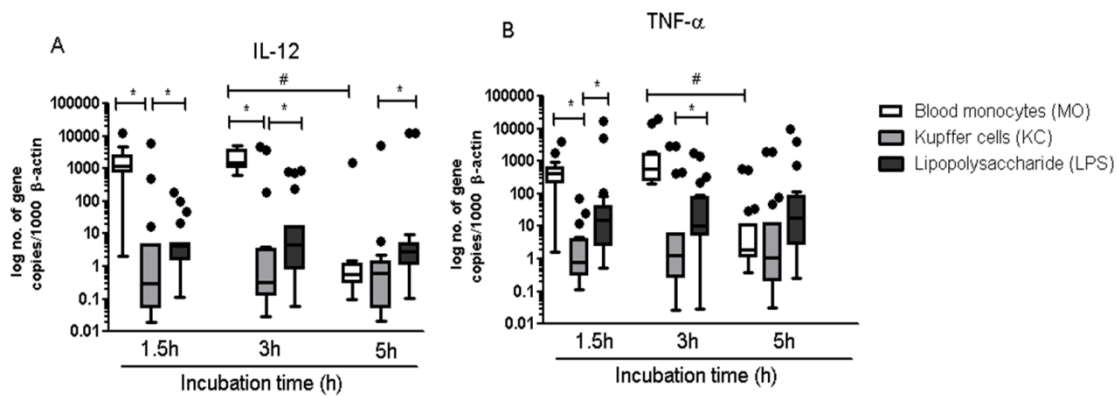 A
IL-12
log no. of gene
copies/1000 β-actin
100000
10000
1000
100
10
1
0.1
0.01
*
*
*
*
#
*
1.5h
3h
5h
Incubation time (h)
B
TNF-α
log no. of gene
copies/1000 β-actin
100000
10000
1000
100
10
1
0.1
0.01
*
*
*
#
1.5h
3h
5h
Incubation time (h)
Blood monocytes (MO)
Kupffer cells (KC)
Lipopolysaccharide (LPS)